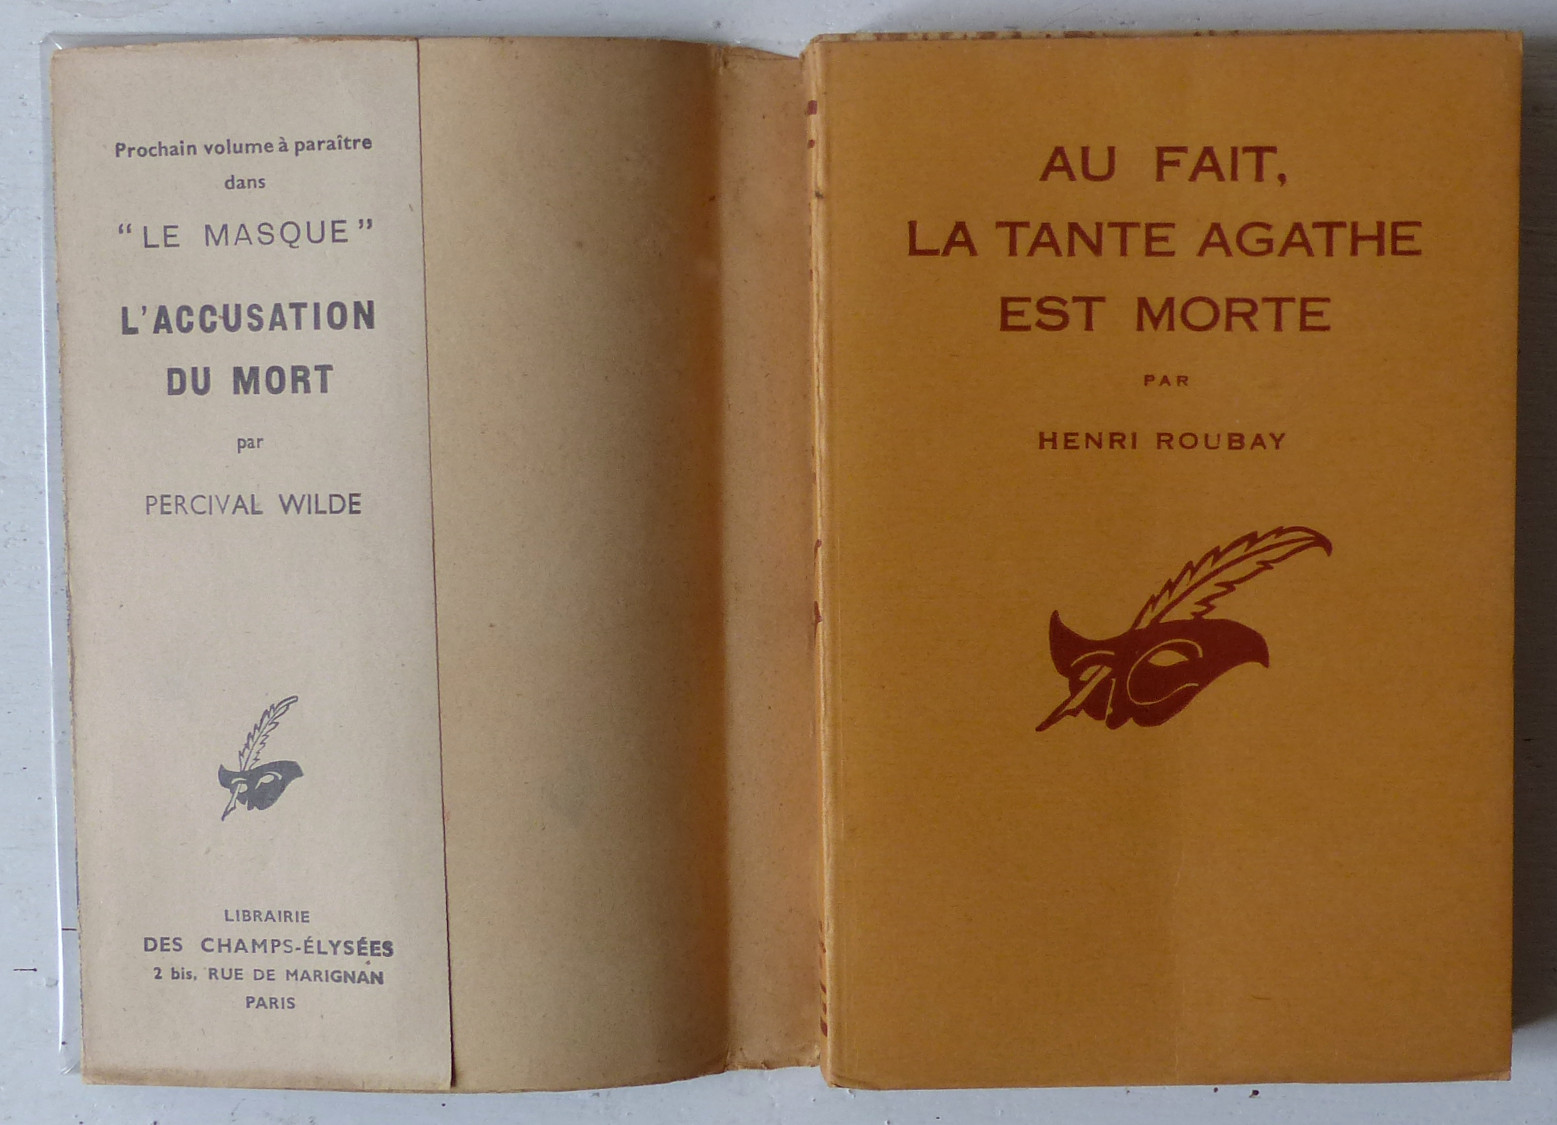 Prochain volume à paraître
dans
“LE MASQUE”
L'ACCUSATION
DU MORT
par
PERCIVAL WILDE
LIBRAIRIE
DES CHAMPS-ÉLYSÉES
2 bis, RUE DE MARIGNAN
PARIS
AU FAIT,
LA TANTE AGATHE
EST MORTE
PAR
HENRI ROUBAY